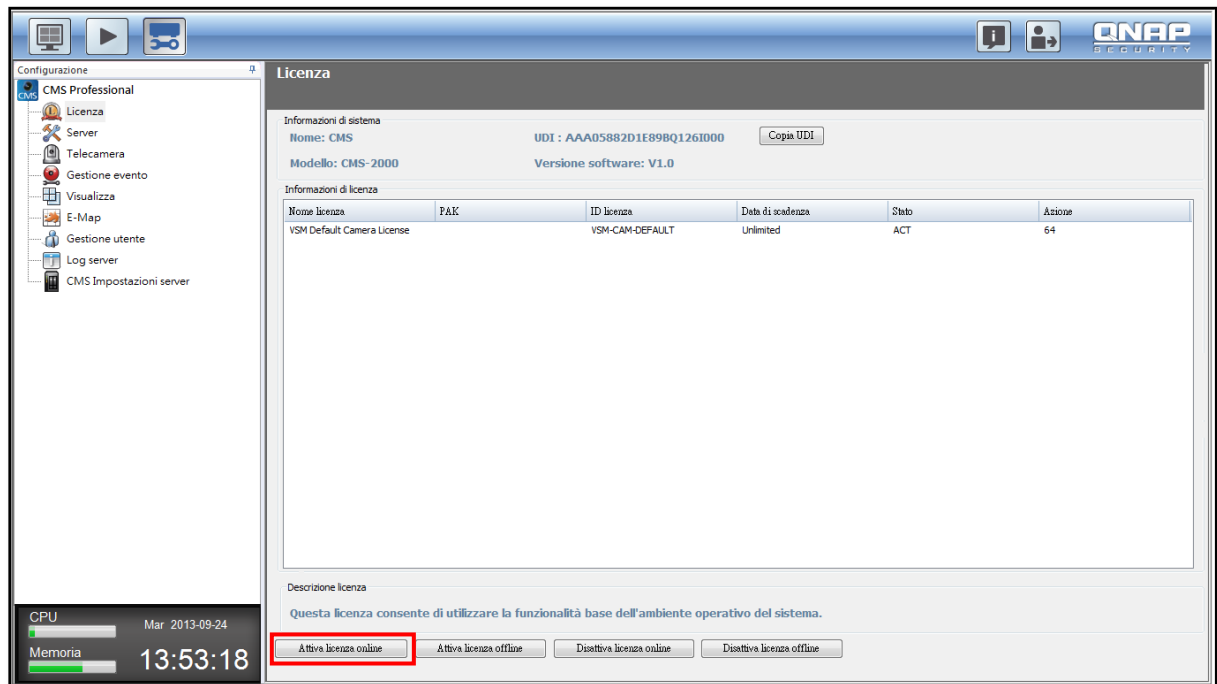 QNAP
SECURITY
Configurazione
CMS Professional
Licenza
Server
Telecamera
Gestione evento
Visualizza
E-Map
Gestione utente
Log server
CMS Impostazioni server
CPU
Mar 2013-09-24
Memoria
13:53:18
Licenza
Informazioni di sistema
Nome: CMS UDI : AAA05882D1E89BQ126I000 Copia UDI
Modello: CMS-2000 Versione software: V1.0
Informazioni di licenza
Nome licenza PAK ID licenza Data di scadenza Stato Azione
VSM Default Camera License VSM-CAM-DEFAULT Unlimited ACT 64
Descrizione licenza
Questa licenza consente di utilizzare la funzionalità base dell'ambiente operativo del sistema.
Attiva licenza online Attiva licenza offline Disattiva licenza online Disattiva licenza offline